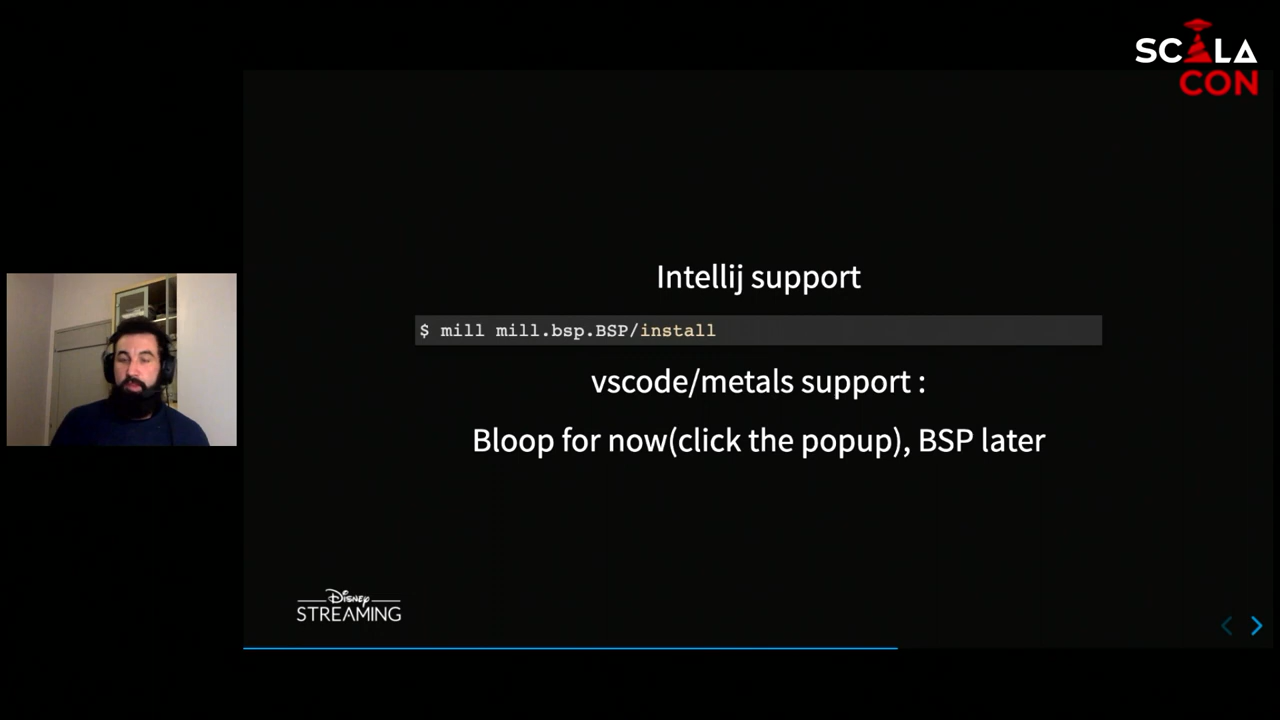 SCALA
CON
Intellij support
$ mill mill.bsp.BSP/install
vscode/metals support :
Bloop for now(click the popup), BSP later
Disney
STREAMING